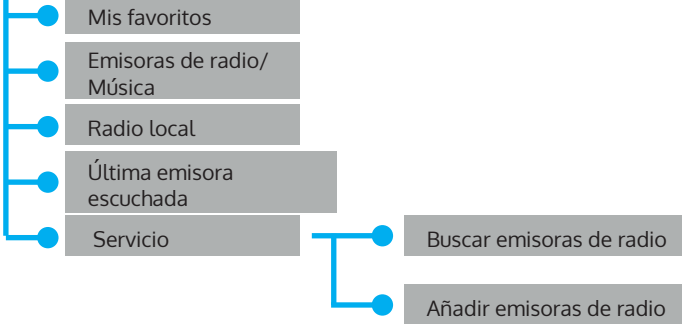 Mis favoritos
Emisoras de radio/
Música
Radio local
Última emisora
escuchada
Servicio
Buscar emisoras de radio
Añadir emisoras de radio